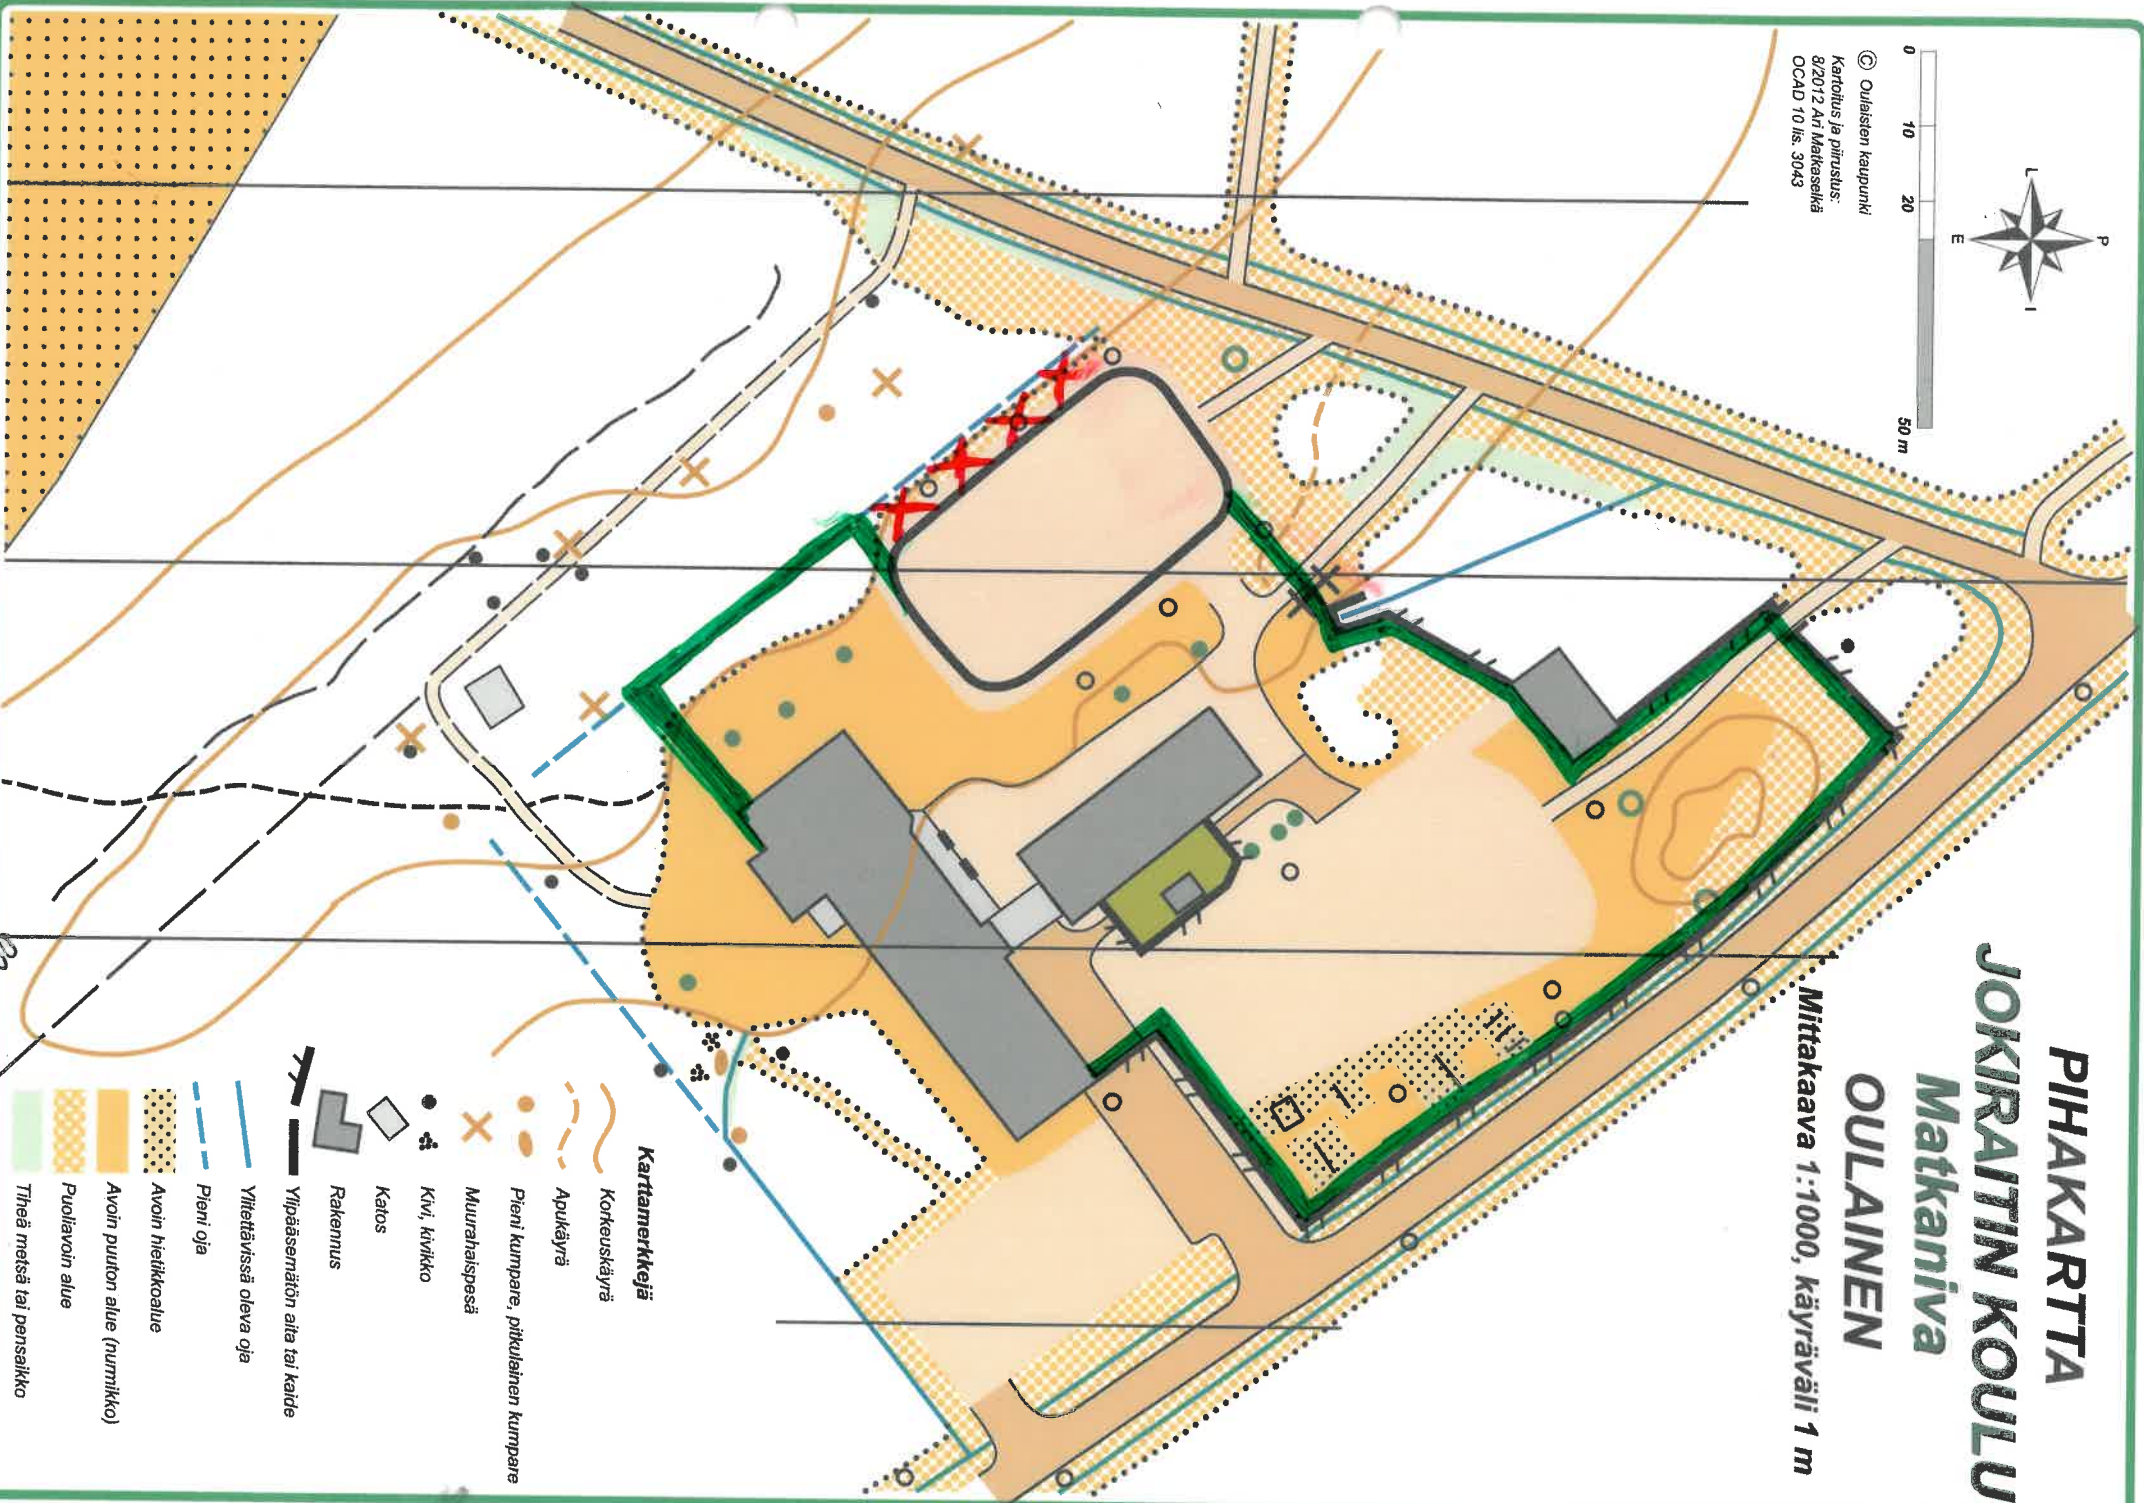 PIHAKARTTA
JOKIRAITIN KOULU
Matkaniva
OULAINEN
Mittakaava 1:1000, käyräväli 1 m
P
L
I
E
0 10 20 50 m
© Oulaisten kaupunki
Kartoitus ja piirustus:
8/2012 Ari Matkaselkä
OCAD 10 lis. 3043
Karttamerkkejä
Korkeuskäyrä
Apukäyrä
Pieni kumpare, pitkulainen kumpare
Muurahaispesä
Kivi, kivikko
Katos
Rakennus
Ylipääsemätön aita tai kaide
Ylitettävissä oleva oja
Pieni oja
Avoin hietikkoalue
Avoin puuton alue (nurmikko)
Puoliavoin alue
Tiheä metsä tai pensaikko